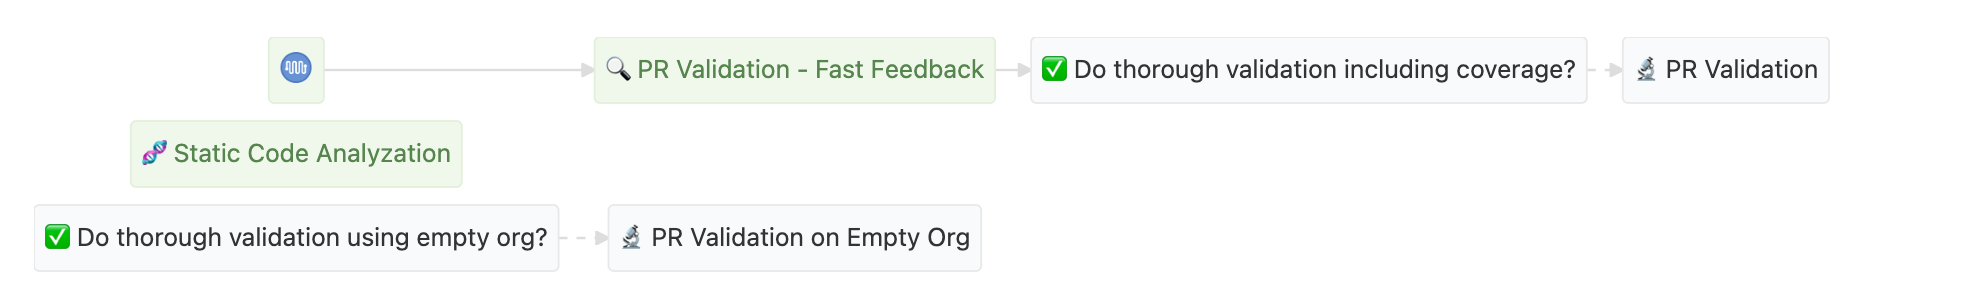 🔍 PR Validation - Fast Feedback
✅ Do thorough validation including coverage?
🔬 PR Validation
🧬 Static Code Analyzation
✅ Do thorough validation using empty org?
🔬 PR Validation on Empty Org